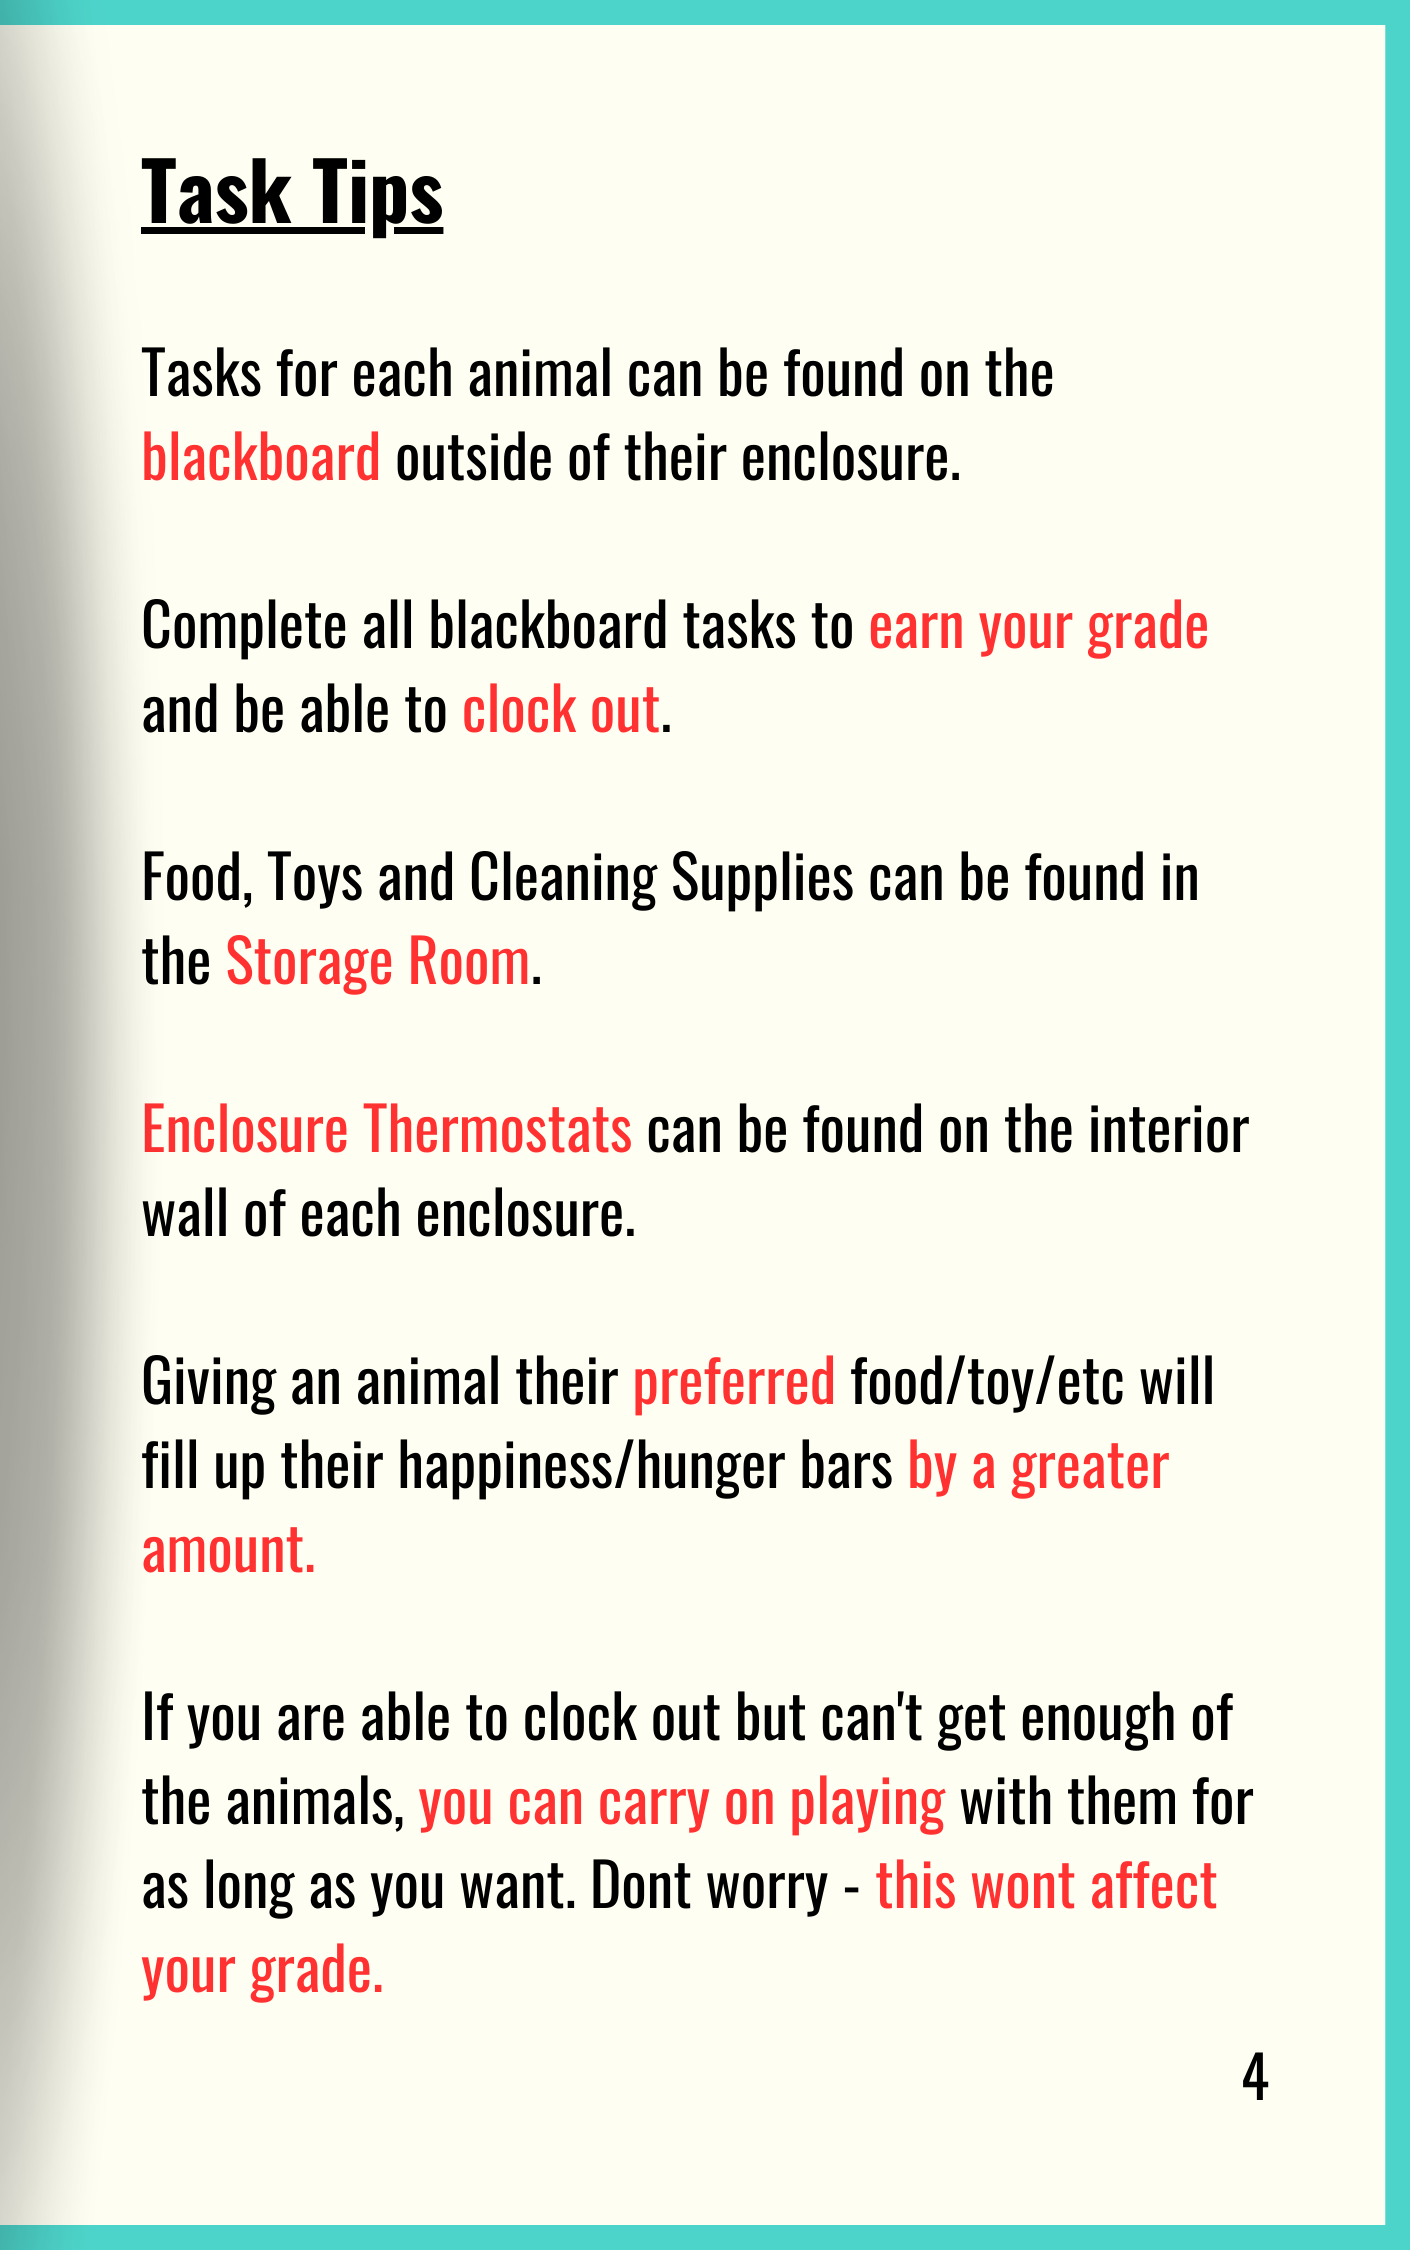 Task Tips
Tasks for each animal can be found on the
blackboard outside of their enclosure.
Complete all blackboard tasks to earn your grade
and be able to clock out.
Food, Toys and Cleaning Supplies can be found in
the Storage Room.
Enclosure Thermostats can be found on the interior
wall of each enclosure.
Giving an animal their preferred food/toy/etc will
fill up their happiness/hunger bars by a greater
amount.
If you are able to clock out but can't get enough of
the animals, you can carry on playing with them for
as long as you want. Dont worry - this wont affect
your grade.
4